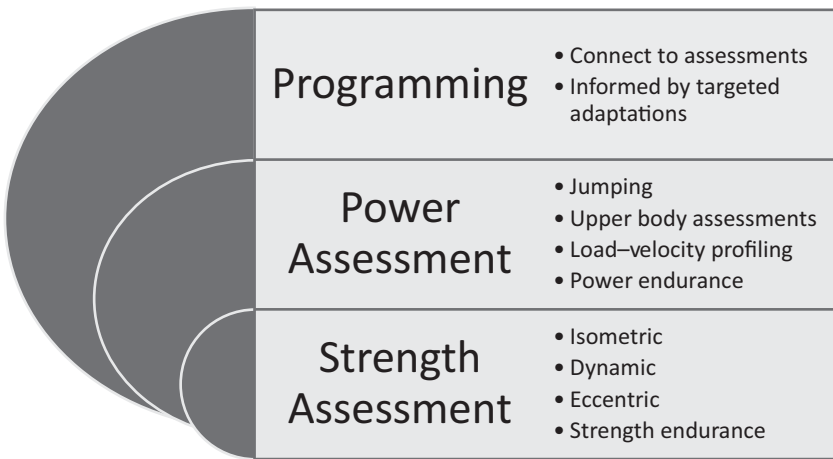 Programming
• Connect to assessments
• Informed by targeted
adaptations
Power
Assessment
• Jumping
• Upper body assessments
• Load–velocity profiling
• Power endurance
Strength
Assessment
• Isometric
• Dynamic
• Eccentric
• Strength endurance